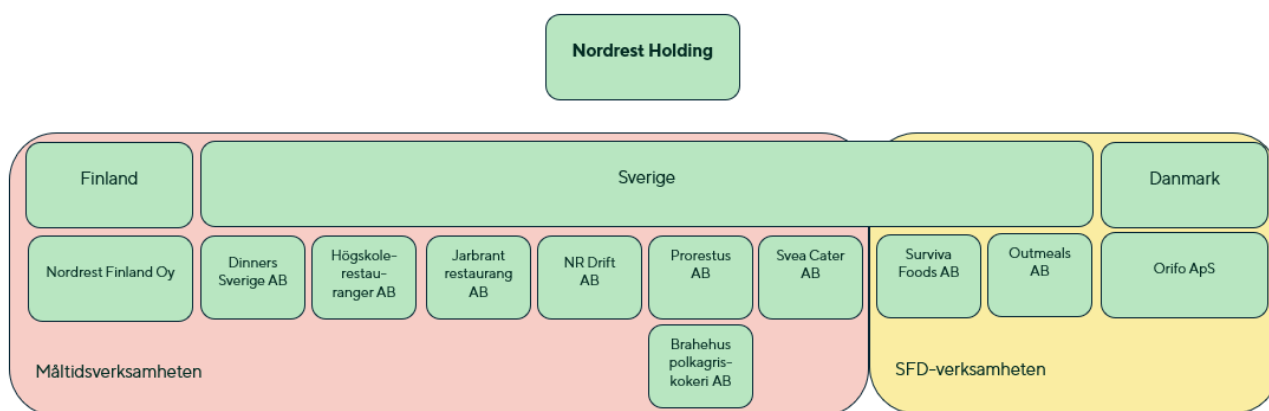 Nordrest Holding
Finland
Sverige
Danmark
Nordrest Finland Oy
Dinners
Sverige AB
Högskole-
restau-
ranger AB
Jarbrant
restaurang
AB
NR Drift
AB
Prorestus
AB
Svea Cater
AB
Surviva
Foods AB
Outmeals
AB
Orifo ApS
Brahehus
polkagris-
kokeri AB
Måltidsverksamheten
SFD-verksamheten